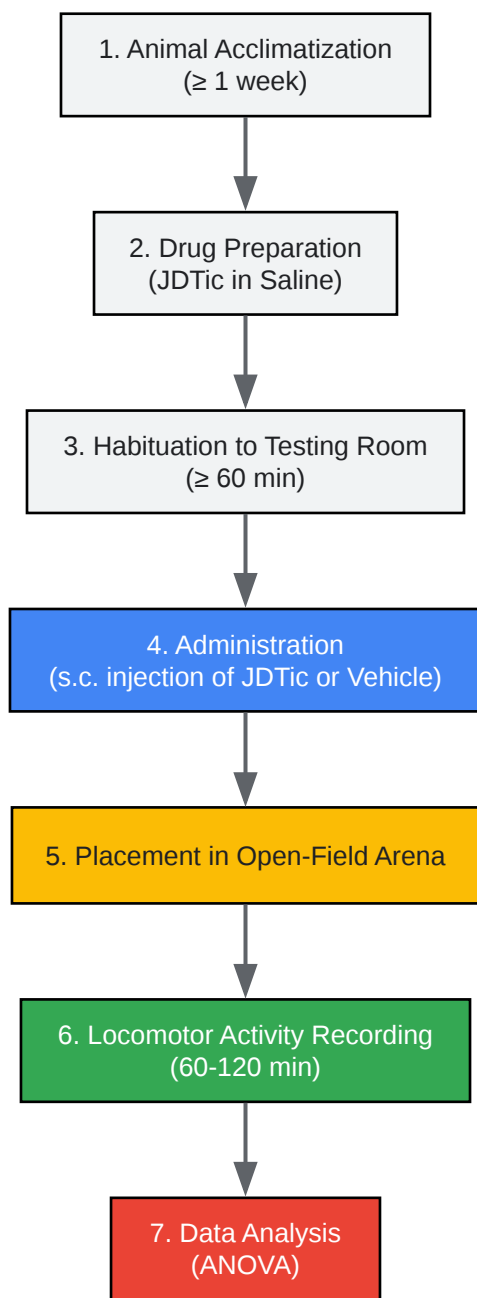 1. Animal Acclimatization
(≥ 1 week)
2. Drug Preparation
(JDTic in Saline)
3. Habituation to Testing Room
(≥ 60 min)
4. Administration
(s.c. injection of JDTic or Vehicle)
5. Placement in Open-Field Arena
6. Locomotor Activity Recording
(60-120 min)
7. Data Analysis
(ANOVA)